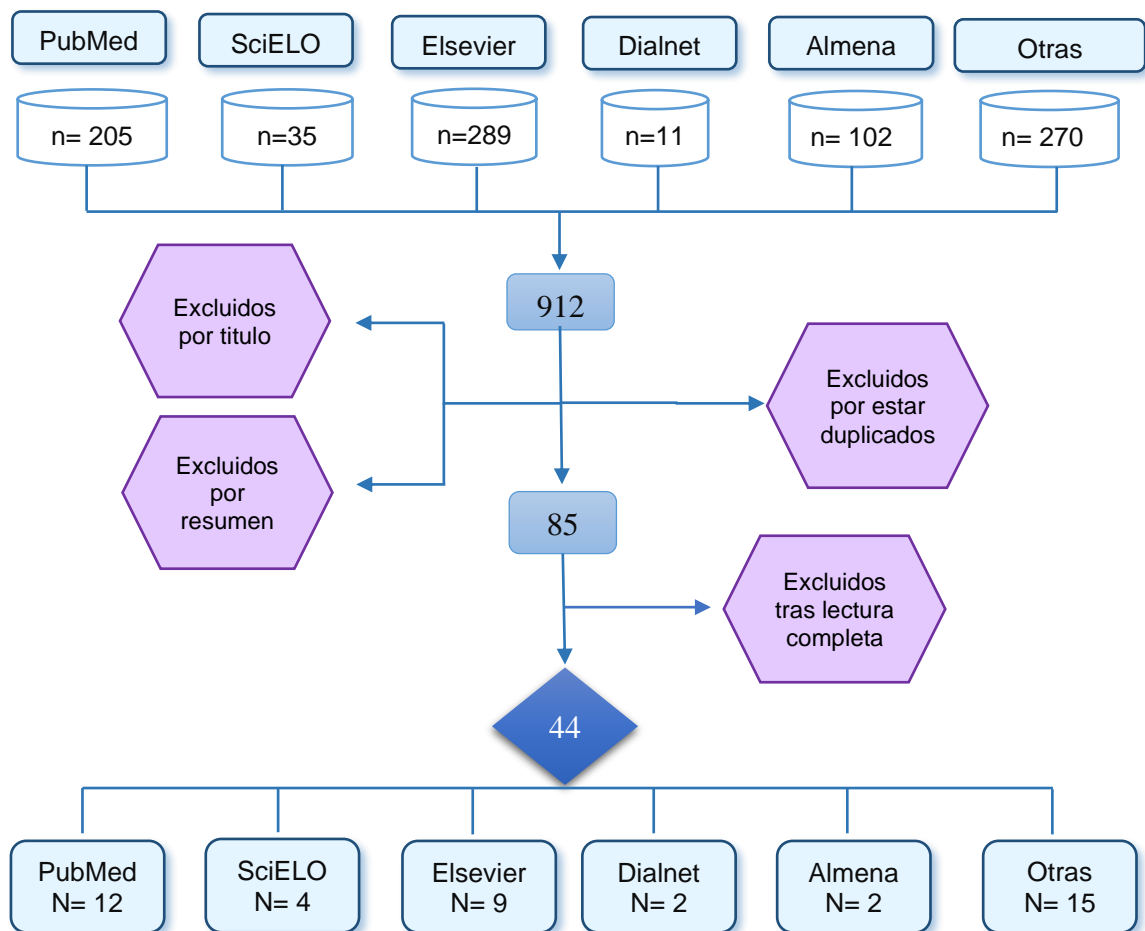 PubMed
SciELO
Elsevier
Dialnet
Almena
Otras
n= 205
n=35
n=289
n=11
n= 102
n= 270
912
Excluidos
por titulo
Excluidos
por estar
duplicados
Excluidos
por
resumen
85
Excluidos
tras lectura
completa
44
PubMed
N= 12
SciELO
N= 4
Elsevier
N= 9
Dialnet
N= 2
Almena
N= 2
Otras
N= 15